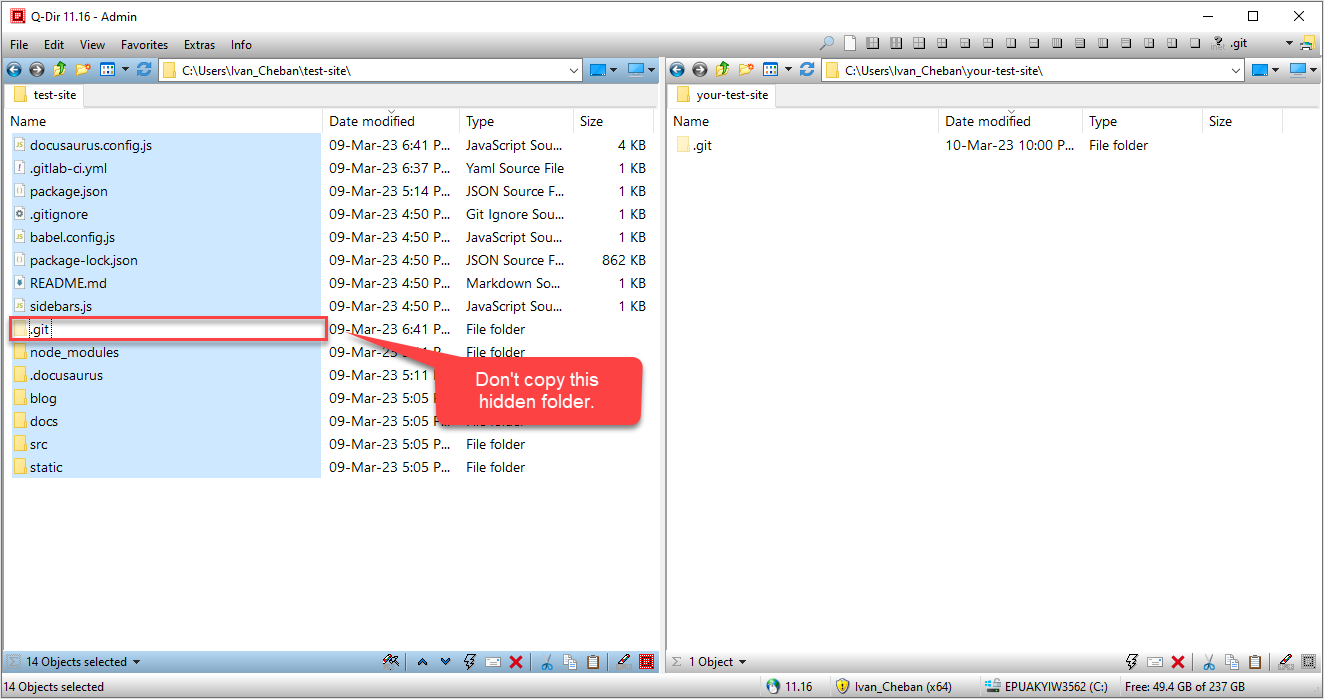 Q-Dir 11.16 - Admin
File Edit View Favorites Extras Info .git
C:\Users\Ivan_Cheban\test-site\ C:\Users\Ivan_Cheban\your-test-site\
test-site your-test-site
Name Date modified Type Size Name Date modified Type Size
docusaurus.config.js 09-Mar-23 6:41 P... JavaScript Sou... 4 KB .git 10-Mar-23 10:00 P... File folder
.gitlab-ci.yml 09-Mar-23 6:37 P... Yaml Source File 1 KB
package.json 09-Mar-23 5:14 P... JSON Source F... 1 KB
.gitignore 09-Mar-23 4:50 P... Git Ignore Sou... 1 KB
babel.config.js 09-Mar-23 4:50 P... JavaScript Sou... 1 KB
package-lock.json 09-Mar-23 4:50 P... JSON Source F... 862 KB
README.md 09-Mar-23 4:50 P... Markdown So... 1 KB
sidebars.js 09-Mar-23 4:50 P... JavaScript Sou... 1 KB
.git 09-Mar-23 6:41 P... File folder
node_modules 09-Mar-23 File folder
.docusaurus 09-Mar-23 5:11
Don't copy this
hidden folder.
blog 09-Mar-23 5:05 P...
docs 09-Mar-23 5:05 P... File folder
src 09-Mar-23 5:05 P... File folder
static 09-Mar-23 5:05 P... File folder
14 Objects selected 1 Object
14 Objects selected 11.16 Ivan_Cheban (x64) EPUAKYIW3562 (C:) Free: 49.4 GB of 237 GB